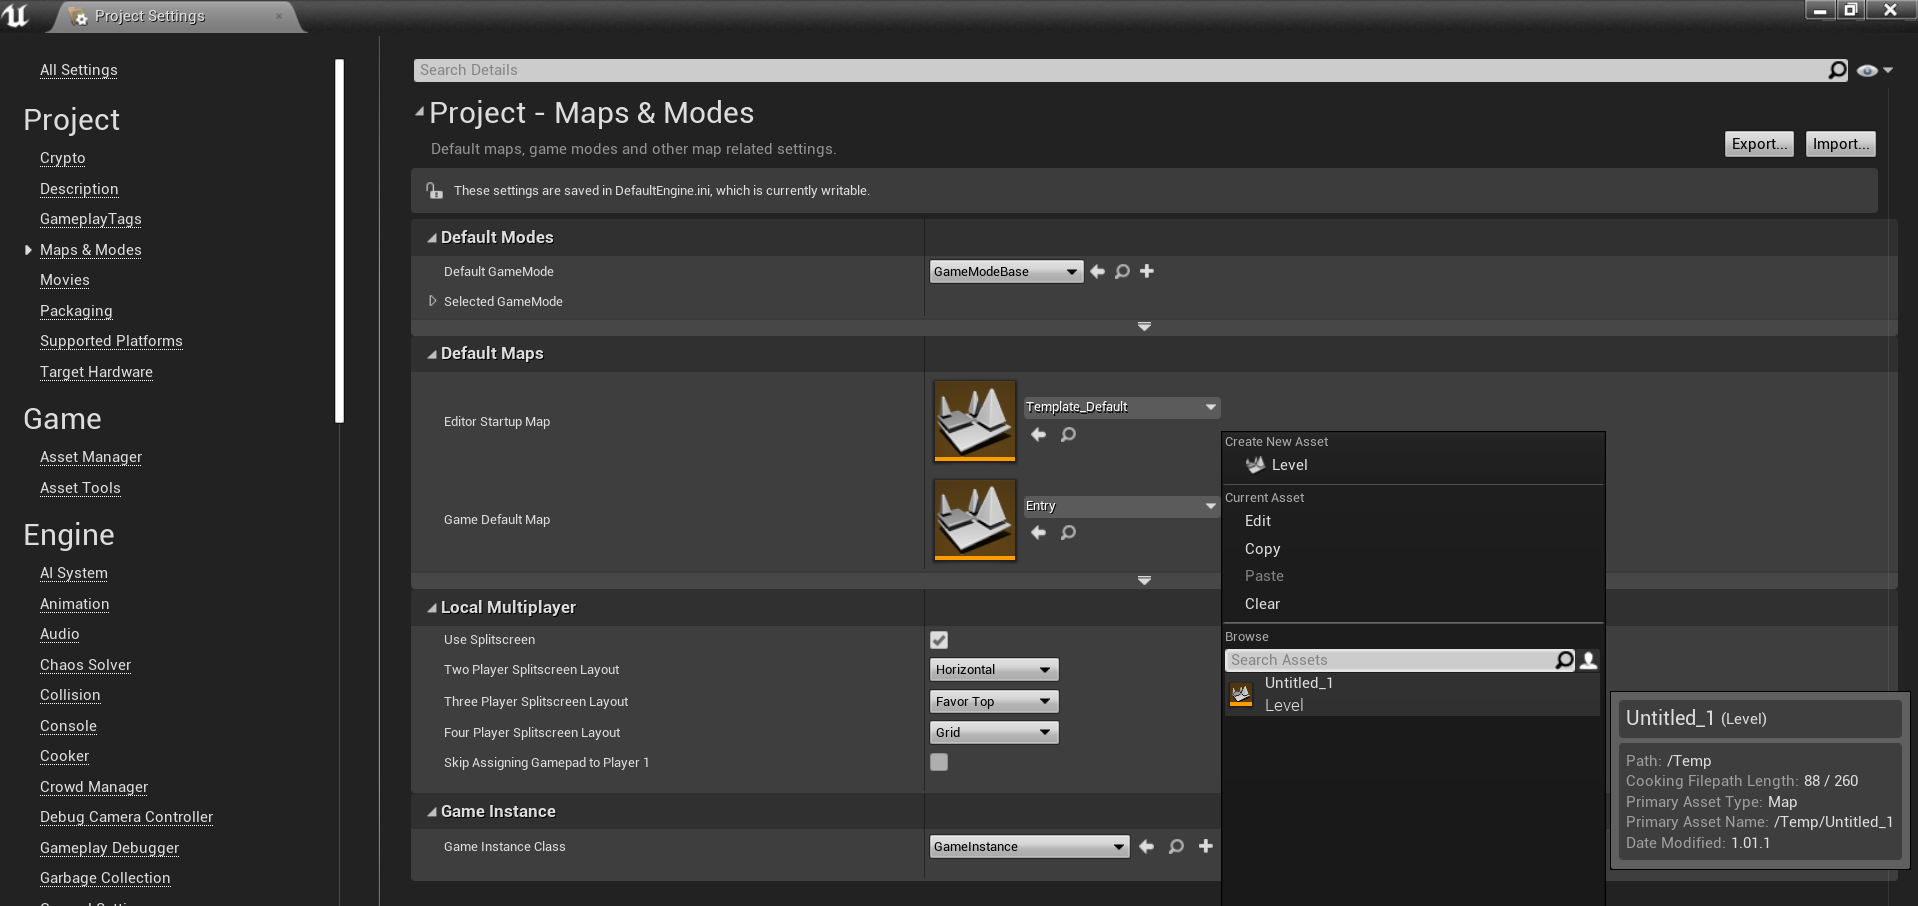 Project Settings
All Settings
Project
Crypto
Description
GameplayTags
Maps & Modes
Movies
Packaging
Supported Platforms
Target Hardware
Game
Asset Manager
Asset Tools
Engine
AI System
Animation
Audio
Chaos Solver
Collision
Console
Cooker
Crowd Manager
Debug Camera Controller
Gameplay Debugger
Garbage Collection
Search Details
Project - Maps & Modes
Default maps, game modes and other map related settings.
Export...
Import...
These settings are saved in DefaultEngine.ini, which is currently writable.
Default Modes
Default GameMode
GameModeBase
Selected GameMode
Default Maps
Editor Startup Map
Template_Default
Game Default Map
Entry
Local Multiplayer
Use Splitscreen
Two Player Splitscreen Layout
Horizontal
Three Player Splitscreen Layout
Favor Top
Four Player Splitscreen Layout
Grid
Skip Assigning Gamepad to Player 1
Game Instance
Game Instance Class
GameInstance
Create New Asset
Level
Current Asset
Edit
Copy
Paste
Clear
Browse
Search Assets
Untitled_1
Level
Untitled_1 (Level)
Path: /Temp
Cooking Filepath Length: 88 / 260
Primary Asset Type: Map
Primary Asset Name: /Temp/Untitled_1
Date Modified: 1.01.1